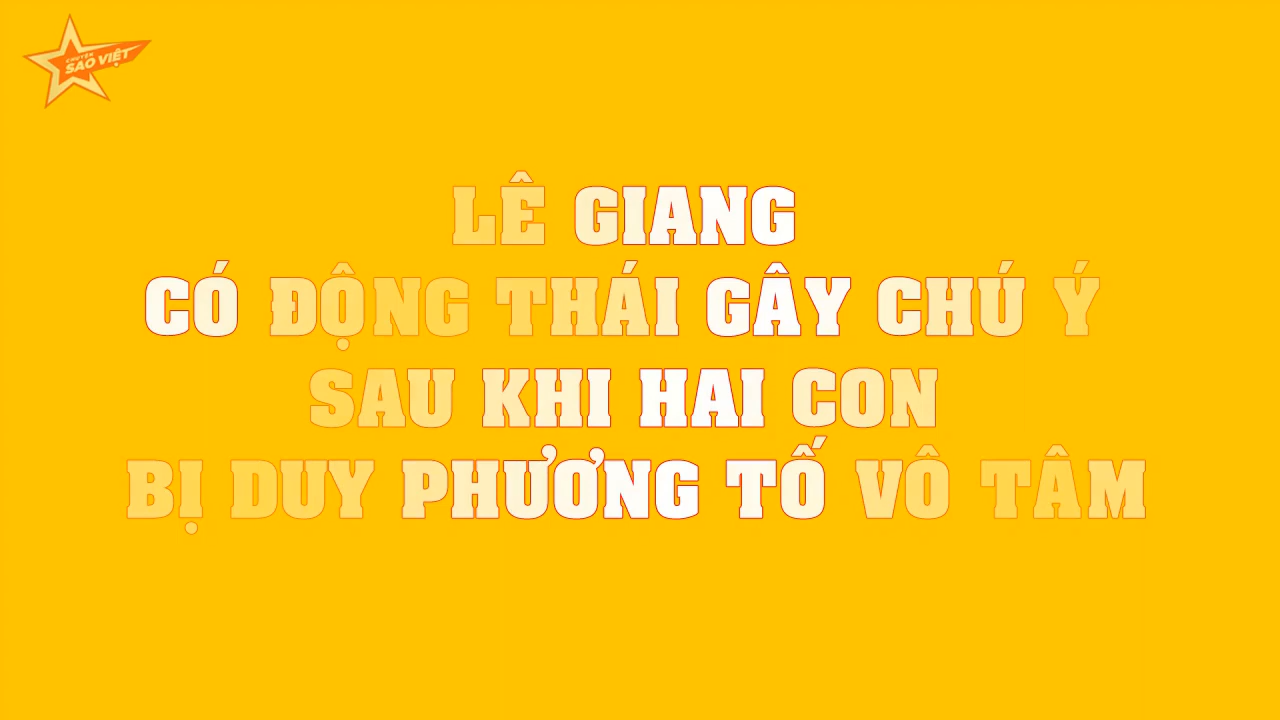 CHUYỆN
SAO VIỆT
LÊ GIANG
CÓ ĐỘNG THÁI GÂY CHÚ Ý
SAU KHI HAI CON
BỊ DUY PHƯƠNG TỐ VÔ TÂM